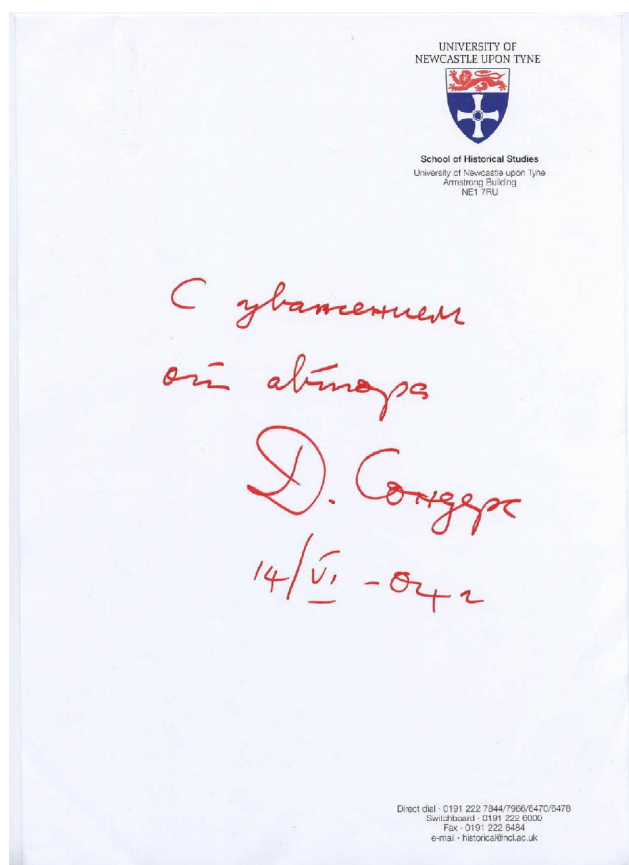 UNIVERSITY OF
NEWCASTLE UPON TYNE
School of Historical Studies
University of Newcastle upon Tyne
Armstrong Building
NE1 7RU
С уважением
от автора
Д. Сондерс
14/VI - 04 г
Direct dial · 0191 222 7844/7966/6470/6478
Switchboard · 0191 222 6000
Fax · 0191 222 6484
e-mail · historical@ncl.ac.uk